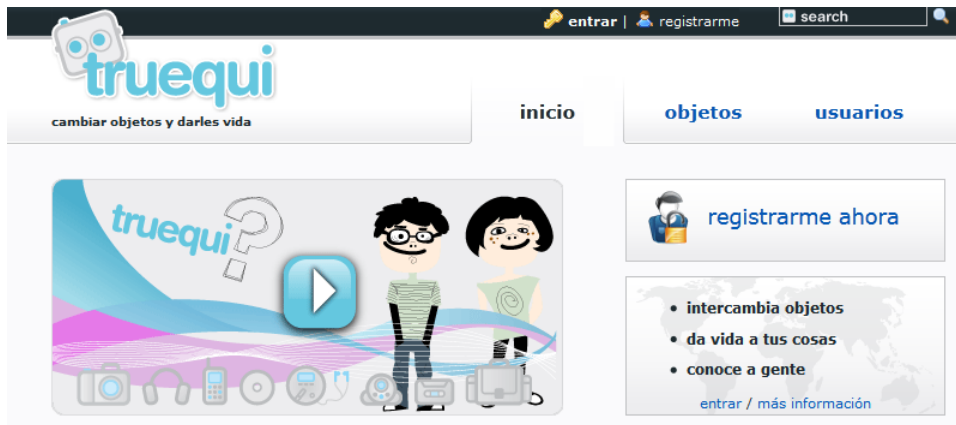 entrar | registrarme
search
truequi
cambiar objetos y darles vida
inicio
objetos
usuarios
truequi?
registrarme ahora
• intercambia objetos
• da vida a tus cosas
• conoce a gente
entrar / más información